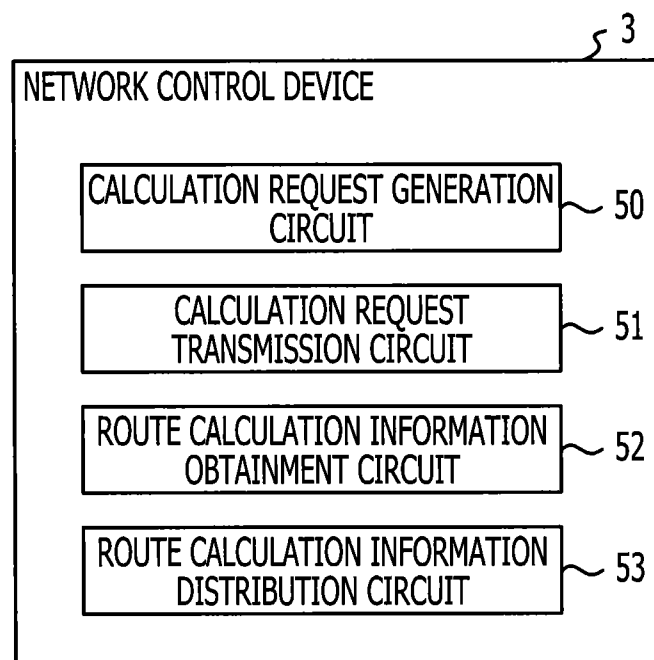 3
NETWORK CONTROL DEVICE
CALCULATION REQUEST GENERATION
CIRCUIT
50
CALCULATION REQUEST
TRANSMISSION CIRCUIT
51
ROUTE CALCULATION INFORMATION
OBTAINMENT CIRCUIT
52
ROUTE CALCULATION INFORMATION
DISTRIBUTION CIRCUIT
53